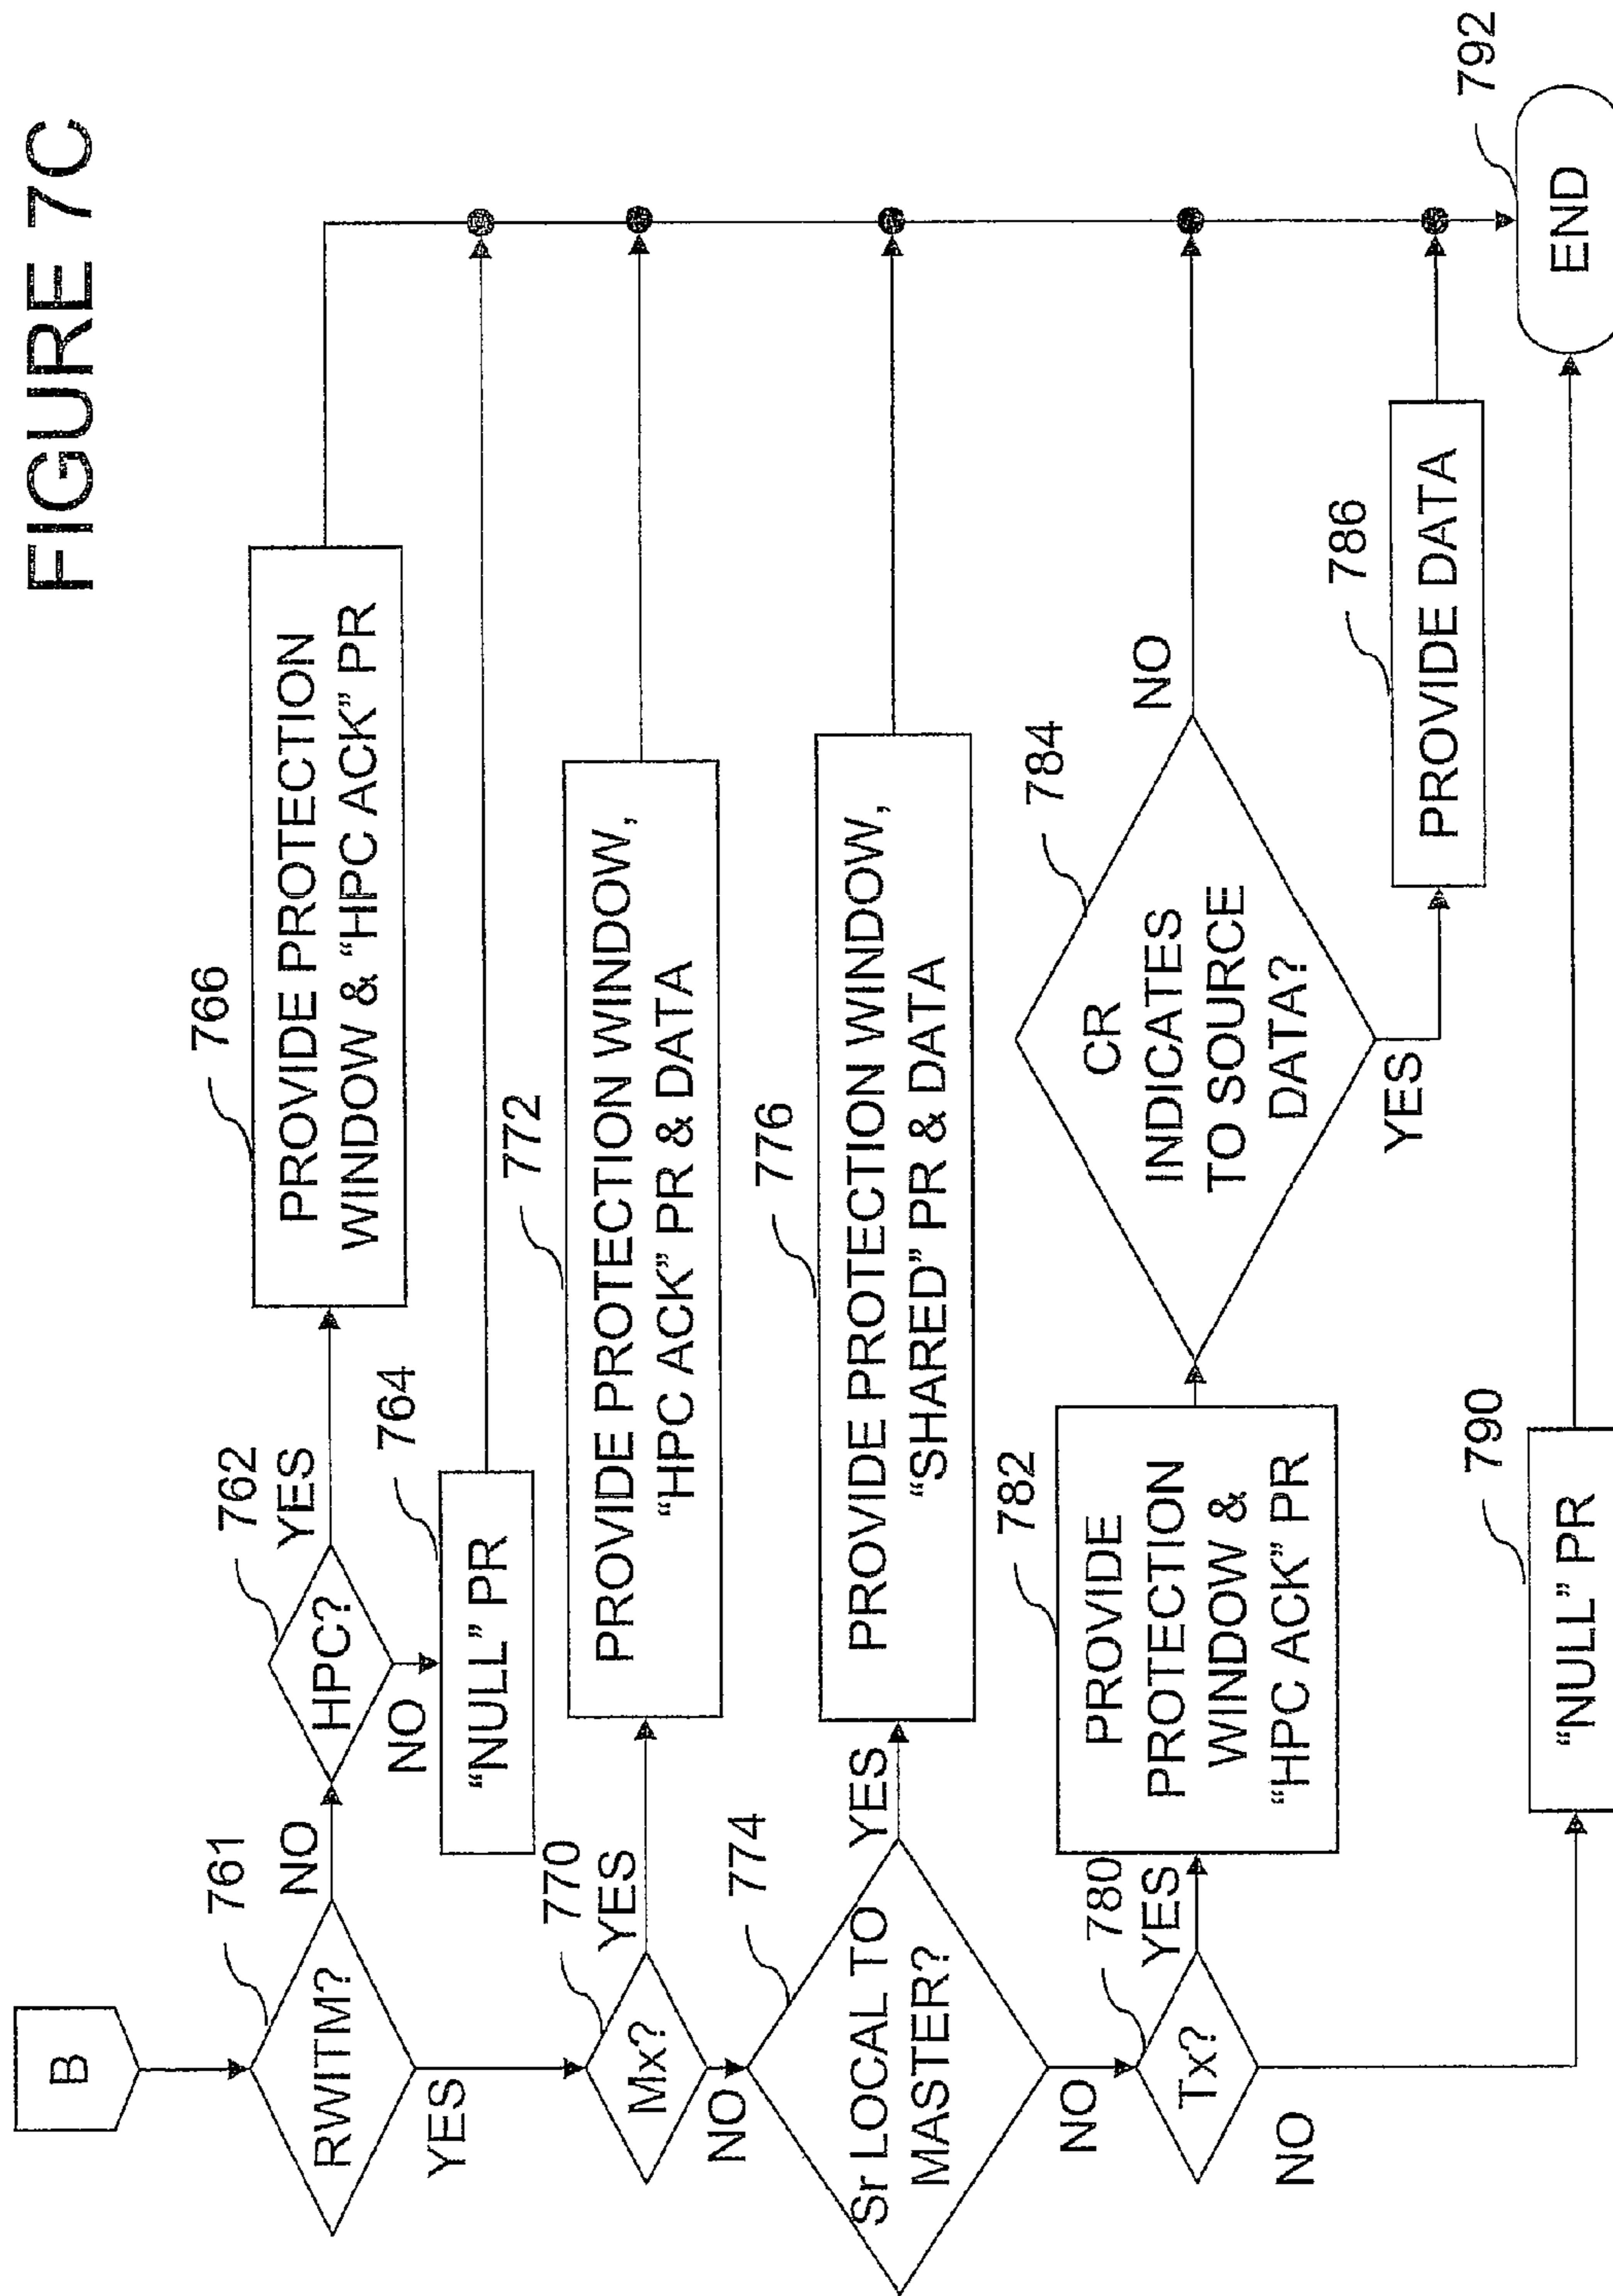 FIGURE 7C
B
761
RWITM?
NO
YES
762
HPC?
YES
NO
766
PROVIDE PROTECTION
WINDOW & “HPC ACK” PR
764
“NULL” PR
770
Mx?
YES
NO
772
PROVIDE PROTECTION WINDOW,
“HPC ACK” PR & DATA
774
Sr LOCAL TO
MASTER?
YES
NO
776
PROVIDE PROTECTION WINDOW,
“SHARED” PR & DATA
780
Tx?
YES
NO
782
PROVIDE
PROTECTION
WINDOW &
“HPC ACK” PR
784
CR
INDICATES
TO SOURCE
DATA?
NO
YES
786
PROVIDE DATA
790
“NULL” PR
792
END